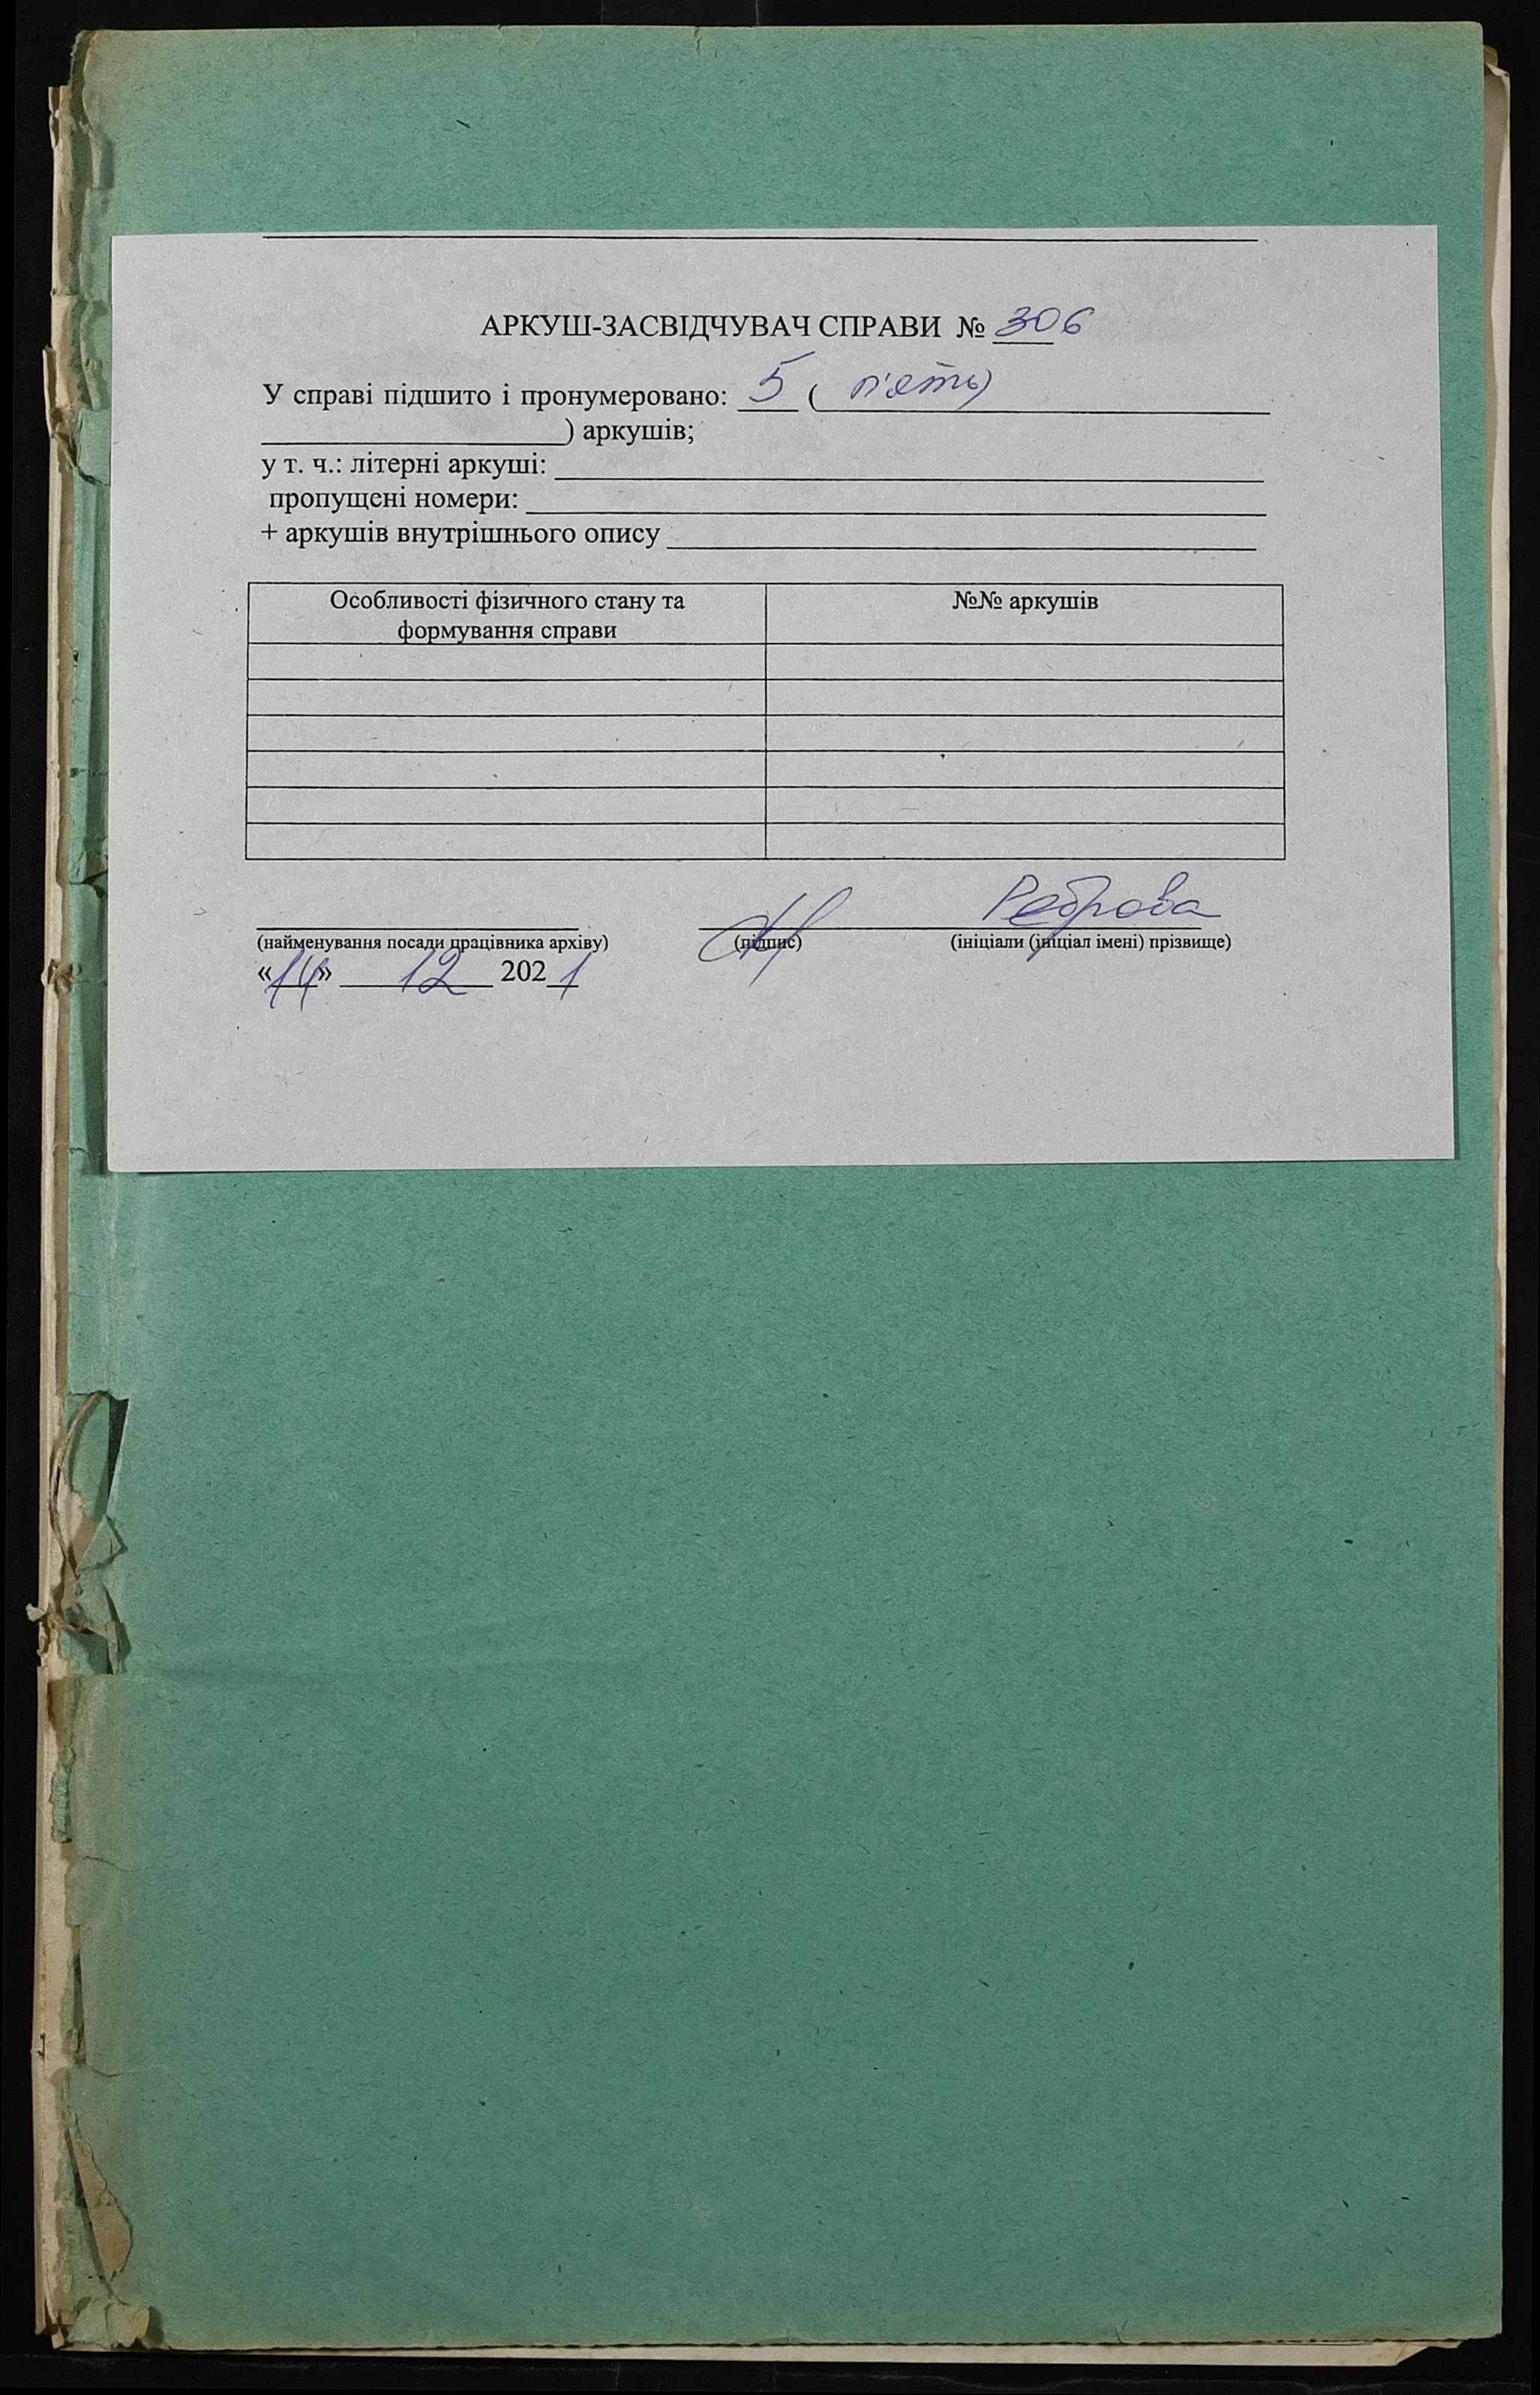 АРКУШ-ЗАСВІДЧУВАЧ СПРАВИ № 306
У справі підшито і пронумеровано: 5 ( п'ять)
) аркушів;
у т. ч.: літерні аркуші:
пропущені номери:
+ аркушів внутрішнього опису
Особливості фізичного стану та формування справи
№№ аркушів
Реброва
(найменування посади працівника архіву) (підпис) (ініціали (ініціал імені) прізвище)
«14» 12 2021